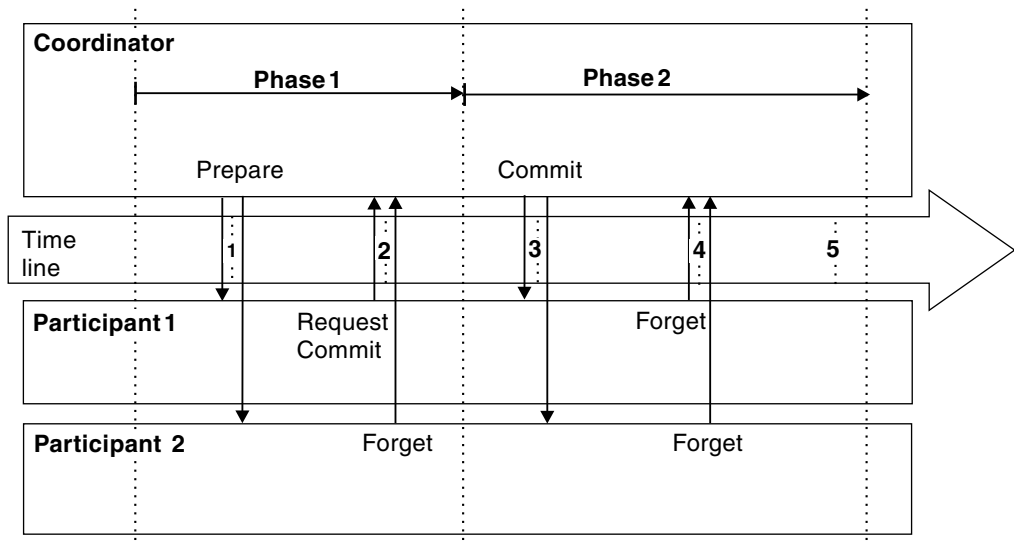 Coordinator
Phase 1
Phase 2
Prepare
Commit
Time
line
1
2
3
4
5
Participant 1
Request
Commit
Forget
Participant 2
Forget
Forget